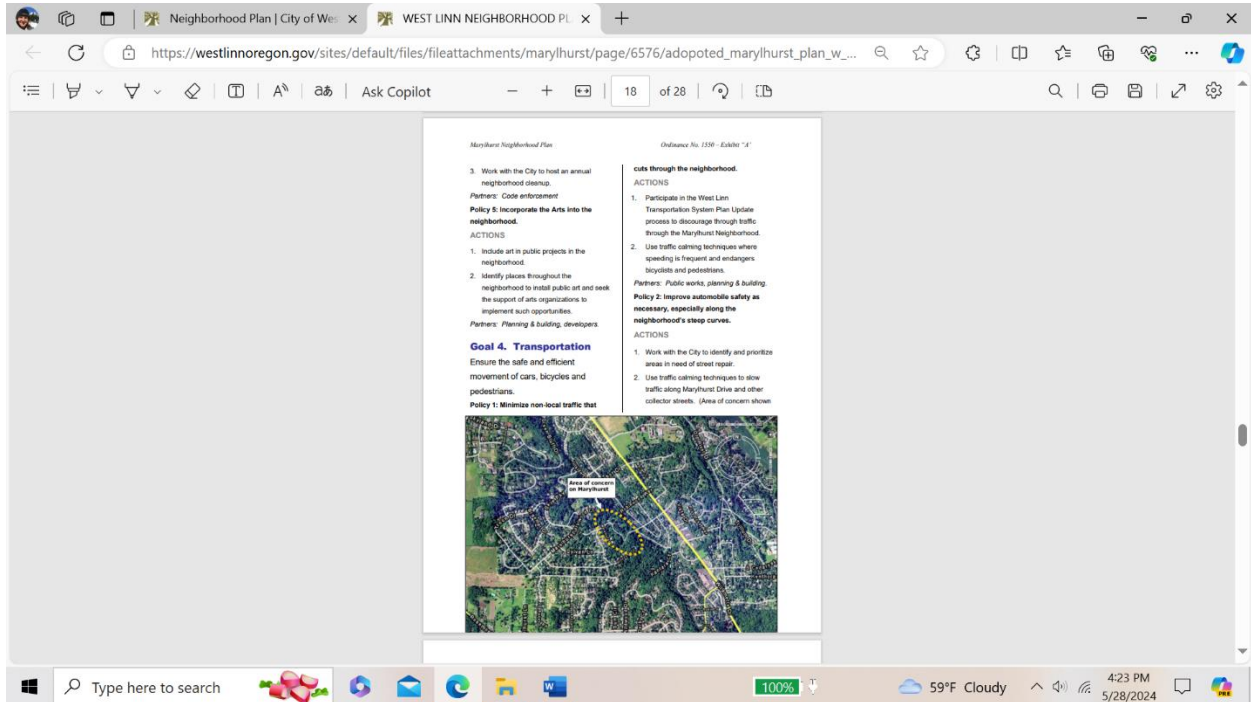 Neighborhood Plan | City of Wes
WEST LINN NEIGHBORHOOD PL
https://westlinnoregon.gov/sites/default/files/fileattachments/marylhurst/page/6576/adopoted_marylhurst_plan_w_...
Ask Copilot
18 of 28
Marylhurst Neighborhood Plan
Ordinance No. 1550 – Exhibit "A"
3. Work with the City to host an annual
neighborhood cleanup.
Partners: Code enforcement
Policy 5: Incorporate the Arts into the
neighborhood.
ACTIONS
1. Include art in public projects in the
neighborhood.
2. Identify places throughout the
neighborhood to install public art and seek
the support of arts organizations to
implement such opportunities.
Partners: Planning & building, developers.
Goal 4. Transportation
Ensure the safe and efficient
movement of cars, bicycles and
pedestrians.
Policy 1: Minimize non-local traffic that
cuts through the neighborhood.
ACTIONS
1. Participate in the West Linn
Transportation System Plan Update
process to discourage through traffic
through the Marylhurst Neighborhood.
2. Use traffic calming techniques where
speeding is frequent and endangers
bicyclists and pedestrians.
Partners: Public works, planning & building.
Policy 2: Improve automobile safety as
necessary, especially along the
neighborhood's steep curves.
ACTIONS
1. Work with the City to identify and prioritize
areas in need of street repair.
2. Use traffic calming techniques to slow
traffic along Marylhurst Drive and other
collector streets. (Area of concern shown
Area of concern
on Marylhurst
Type here to search
100%
59°F Cloudy
4:23 PM
5/28/2024
PRE